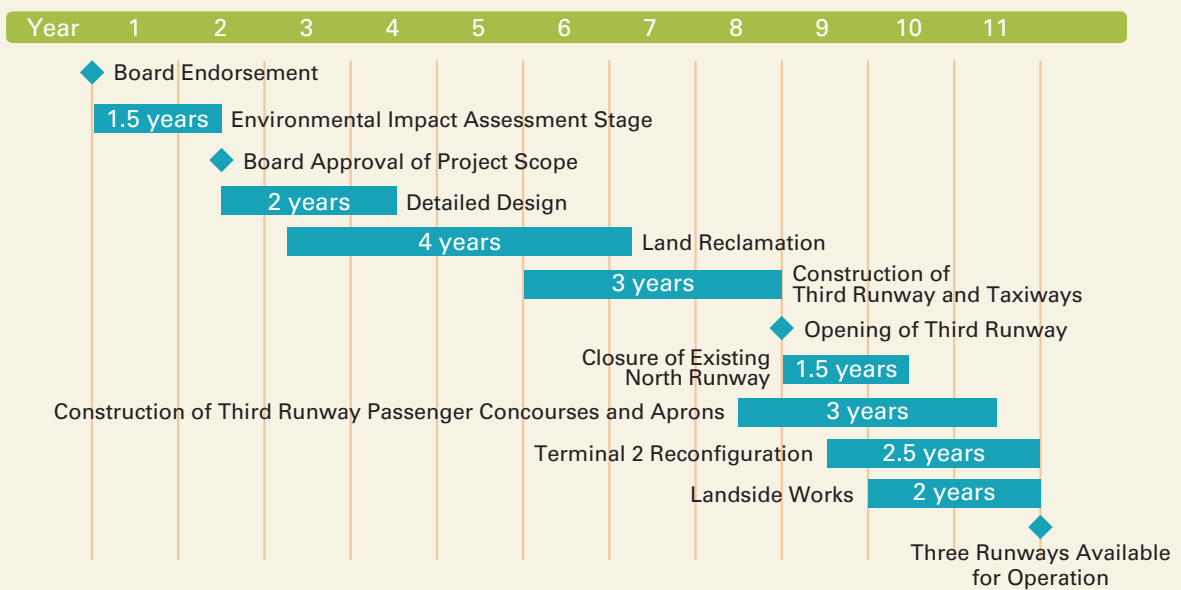 Year 1 2 3 4 5 6 7 8 9 10 11
Board Endorsement
1.5 years Environmental Impact Assessment Stage
Board Approval of Project Scope
2 years Detailed Design
4 years Land Reclamation
3 years Construction of
Third Runway and Taxiways
Opening of Third Runway
Closure of Existing
North Runway 1.5 years
Construction of Third Runway Passenger Concourses and Aprons 3 years
Terminal 2 Reconfiguration 2.5 years
Landside Works 2 years
Three Runways Available
for Operation